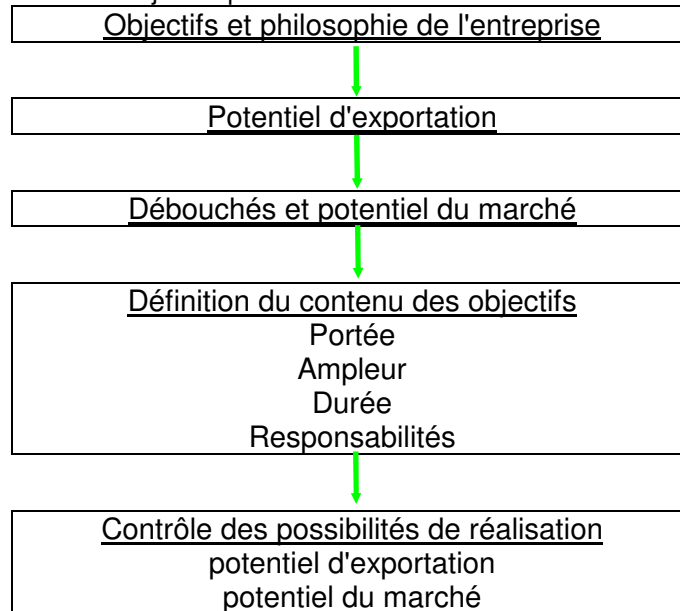 Objectifs et philosophie de l'entreprise
Potentiel d'exportation
Débouchés et potentiel du marché
Définition du contenu des objectifs
Portée
Ampleur
Durée
Responsabilités
Contrôle des possibilités de réalisation
potentiel d'exportation
potentiel du marché